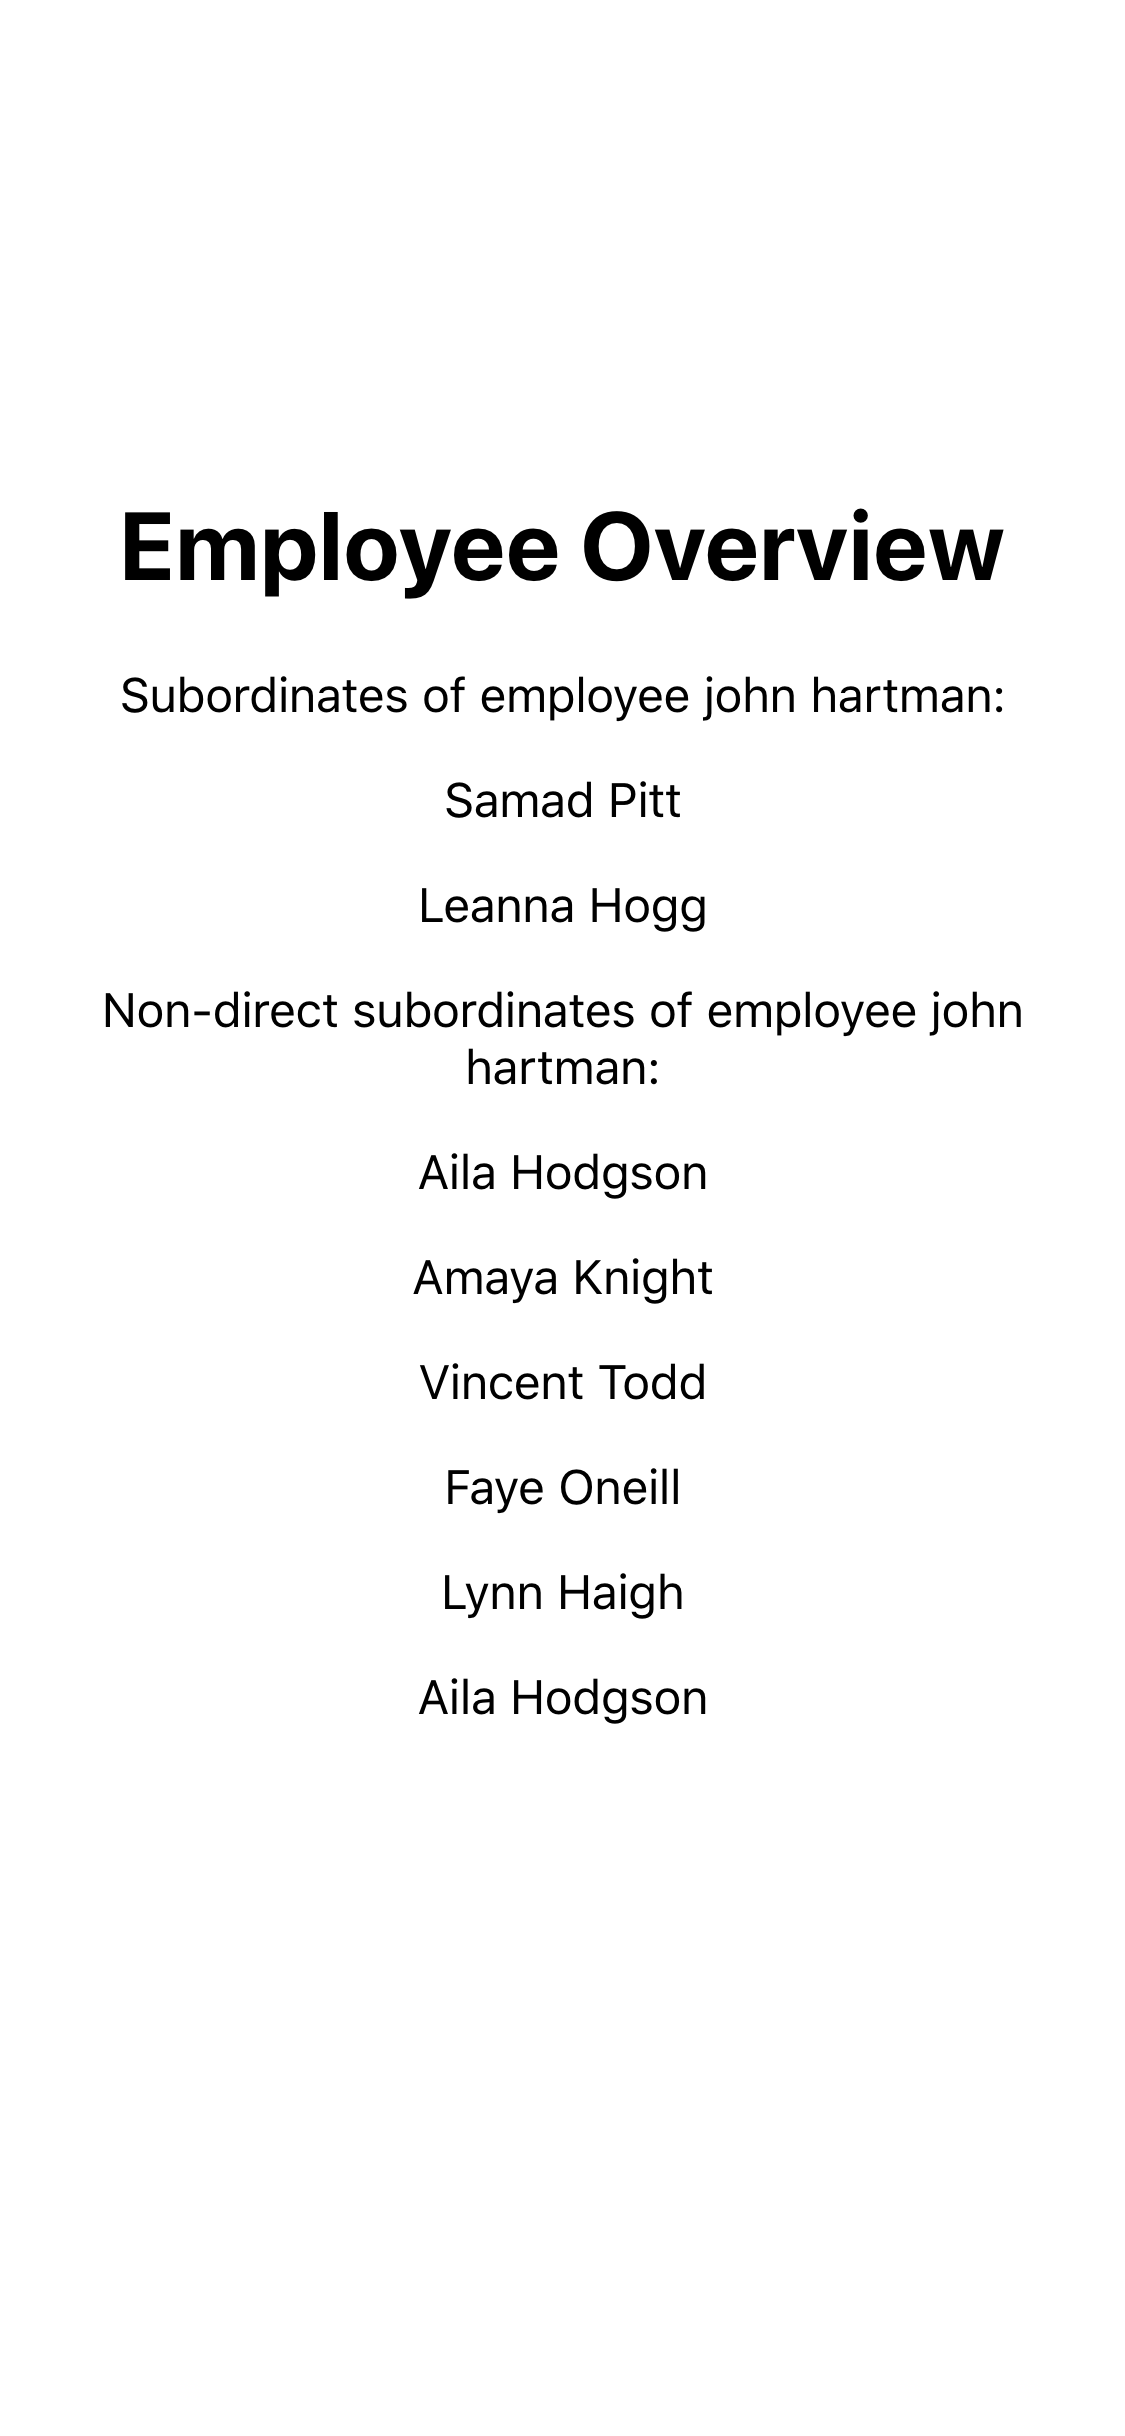 Employee Overview
Subordinates of employee john hartman:
Samad Pitt
Leanna Hogg
Non-direct subordinates of employee john
hartman:
Aila Hodgson
Amaya Knight
Vincent Todd
Faye Oneill
Lynn Haigh
Aila Hodgson